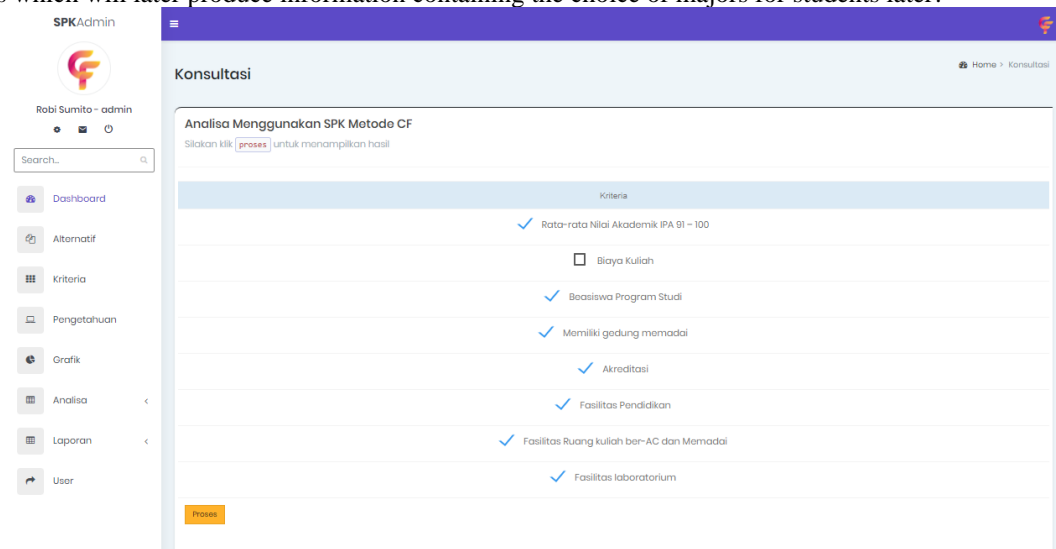 s which will later produce information containing the choice of majors for students later.
SPKAdmin
Robi Sumito - admin
Search...
Dashboard
Alternatif
Kriteria
Pengetahuan
Grafik
Analisa
Laporan
User
Konsultasi
Home > Konsultasi
Analisa Menggunakan SPK Metode CF
Silakan klik proses untuk menampilkan hasil
Kriteria
Rata-rata Nilai Akademik IPA 91 – 100
Biaya Kuliah
Beasiswa Program Studi
Memiliki gedung memadai
Akreditasi
Fasilitas Pendidikan
Fasilitas Ruang kuliah ber-AC dan Memadai
Fasilitas laboratorium
Proses